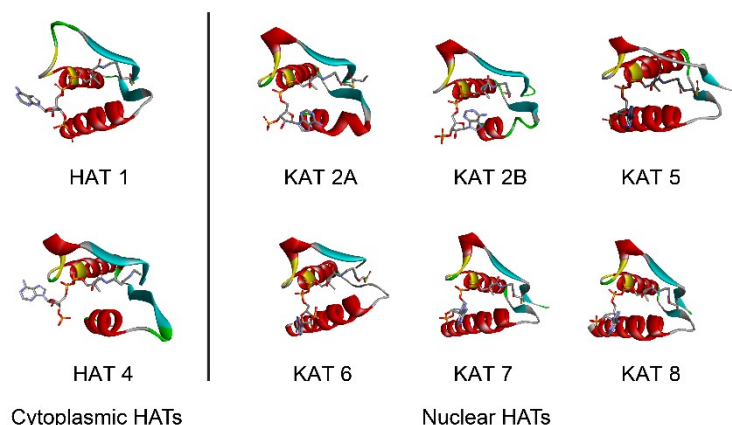 HAT 1
KAT 2A
KAT 2B
KAT 5
HAT 4
KAT 6
KAT 7
KAT 8
Cytoplasmic HATs
Nuclear HATs